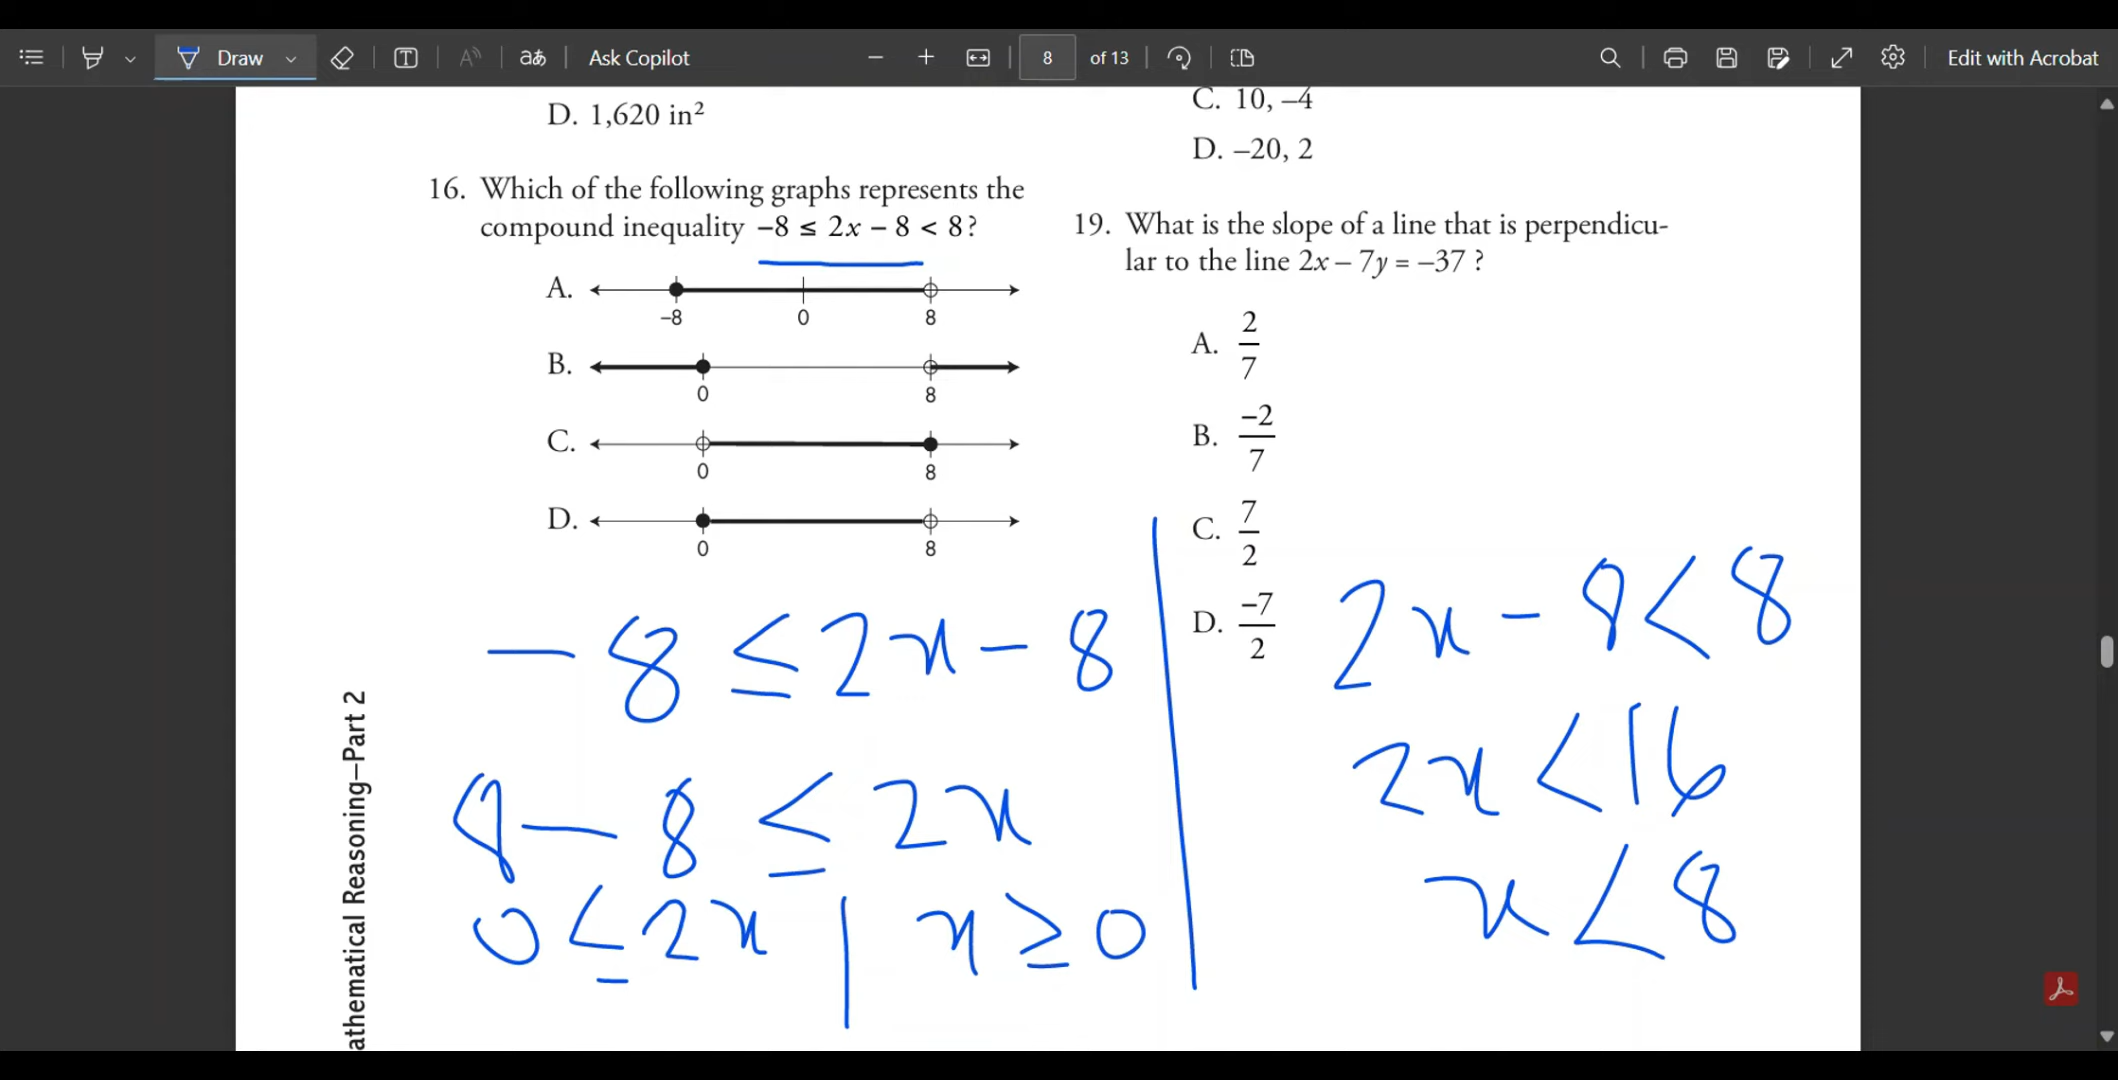 Draw
Ask Copilot
8 of 13
Edit with Acrobat
D. 1,620 in²
16. Which of the following graphs represents the
compound inequality –8 ≤ 2x – 8 < 8?
A.
–8 0 8
B.
0 8
C.
0 8
D.
0 8
C. 10, –4
D. –20, 2
19. What is the slope of a line that is perpendicu-
lar to the line 2x – 7y = –37 ?
A. 2/7
B. –2/7
C. 7/2
D. –7/2
– 8 ≤ 2x – 8
8 – 8 ≤ 2x
0 ≤ 2x | x ≥ 0
2x – 8 < 8
2x < 16
x < 8
athematical Reasoning–Part 2